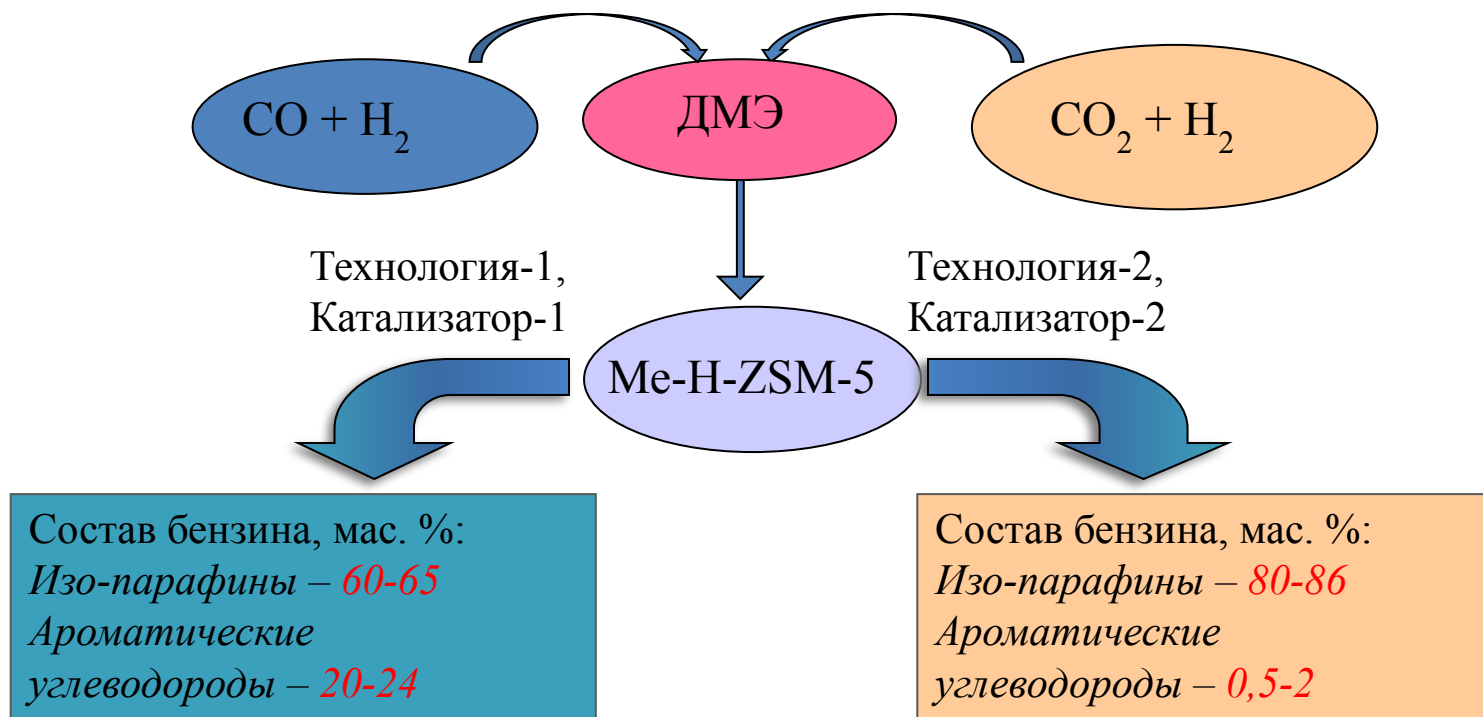 CO + H₂
ДМЭ
CO₂ + H₂
Технология-1,
Катализатор-1
Технология-2,
Катализатор-2
Me-H-ZSM-5
Состав бензина, мас. %:
Изо-парафины – 60-65
Ароматические
углеводороды – 20-24
Состав бензина, мас. %:
Изо-парафины – 80-86
Ароматические
углеводороды – 0,5-2